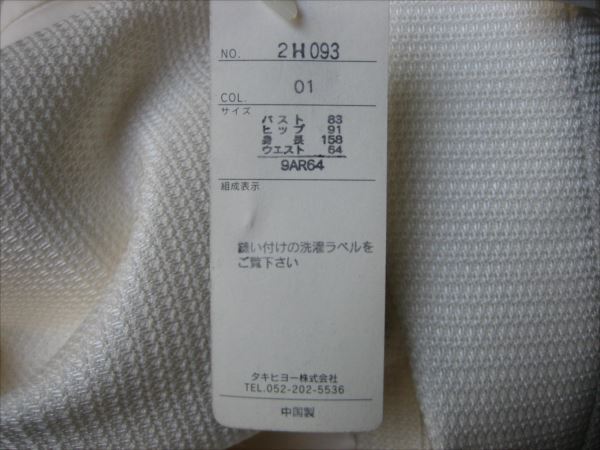 NO. 2H093
COL. 01
サイズ
バスト 83
ヒップ 91
身長 158
ウエスト 64
9AR64
組成表示
縫い付けの洗濯ラベルを
ご覧下さい
タキヒヨー株式会社
TEL.052-202-5536
中国製